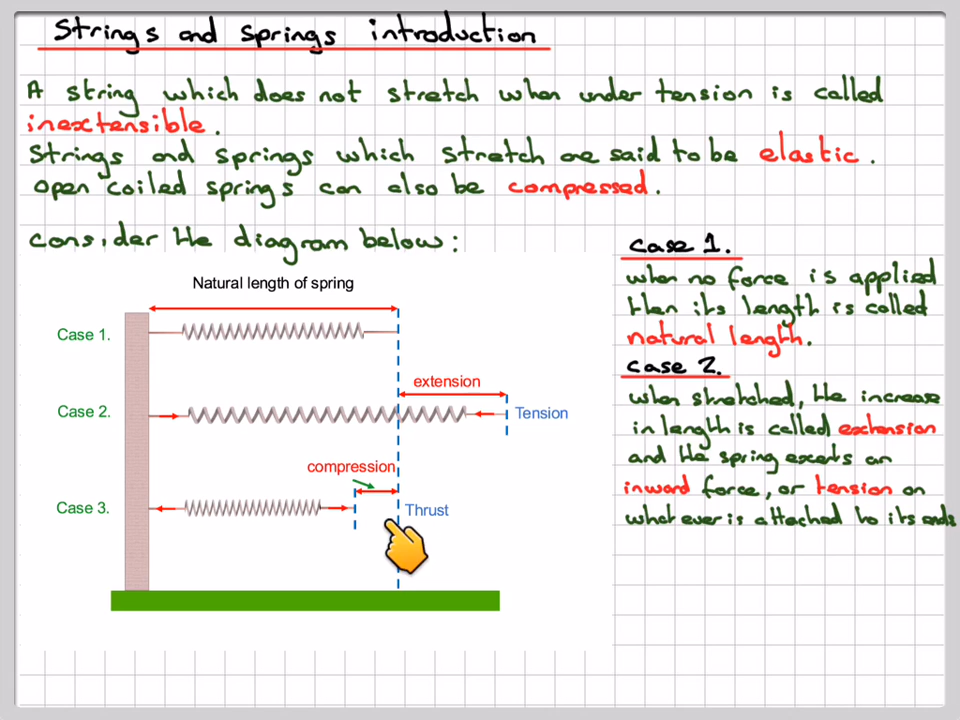 Strings and springs introduction
A string which does not stretch when under tension is called
inextensible.
Strings and springs which stretch are said to be elastic.
open coiled springs can also be compressed.
consider the diagram below:
Natural length of spring
Case 1.
extension
Case 2.
Tension
compression
Case 3.
Thrust
case 1.
when no force is applied
then its length is called
natural length.
case 2.
when stretched, the increase
in length is called extension
and the spring exerts an
inward force, or tension on
whatever is attached to its ends